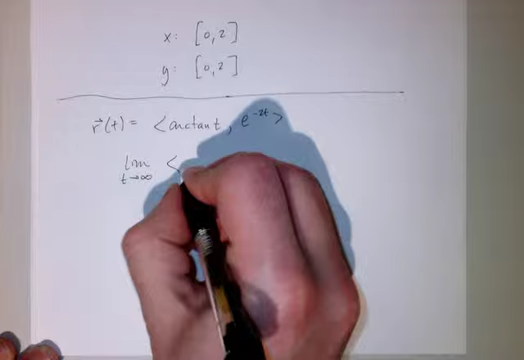 x: [0,2]
y: [0,2]
r⃗(t) = <arctan t, e⁻²ᵗ>
lim <
t→∞